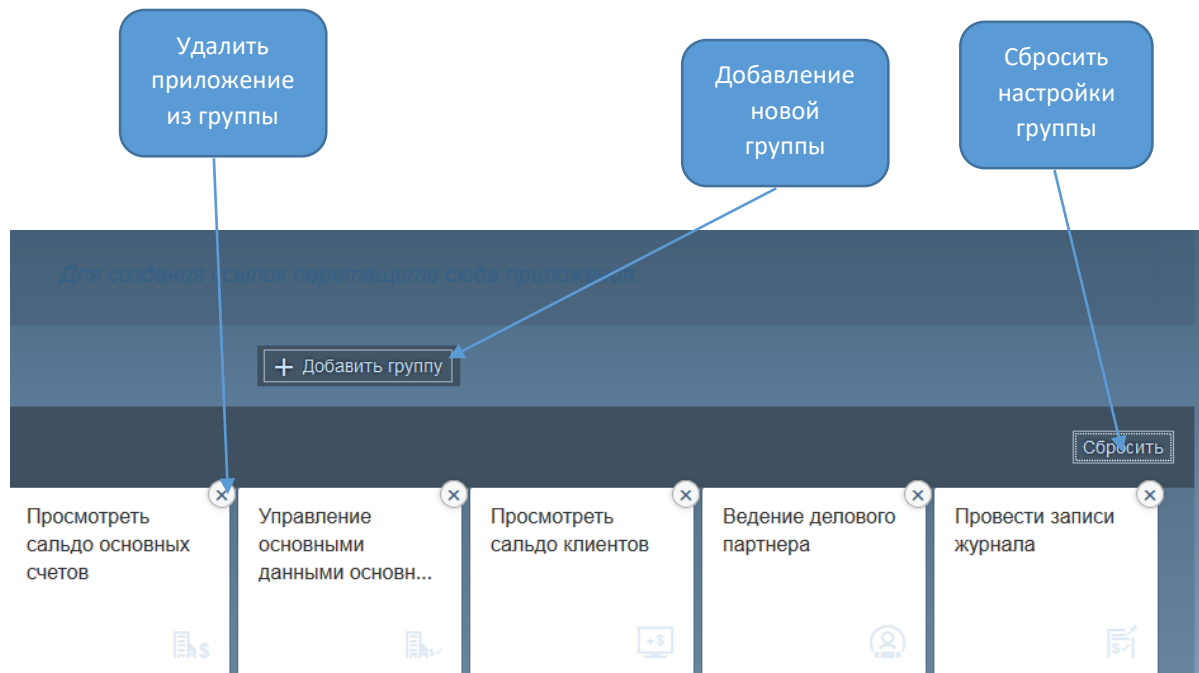 Удалить
приложение
из группы
Добавление
новой
группы
Сбросить
настройки
группы
Для создания ссылок перетащите сюда приложения.
+ Добавить группу
Сбросить
Просмотреть
сальдо основных
счетов
Управление
основными
данными основн...
Просмотреть
сальдо клиентов
Ведение делового
партнера
Провести записи
журнала